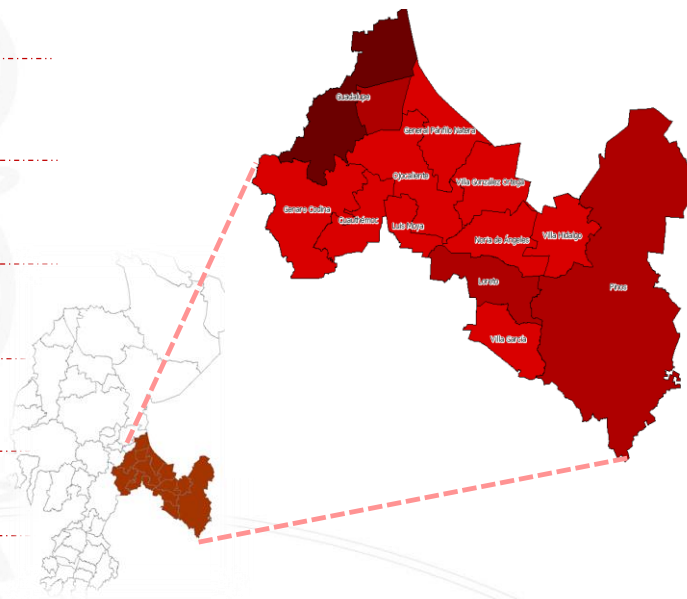 Guadalupe
General Pánfilo Natera
Ojocaliente
Villa González Ortega
Genaro Codina
Cuauhtémoc
Luis Moya
Noria de Ángeles
Villa Hidalgo
Loreto
Pinos
Villa García